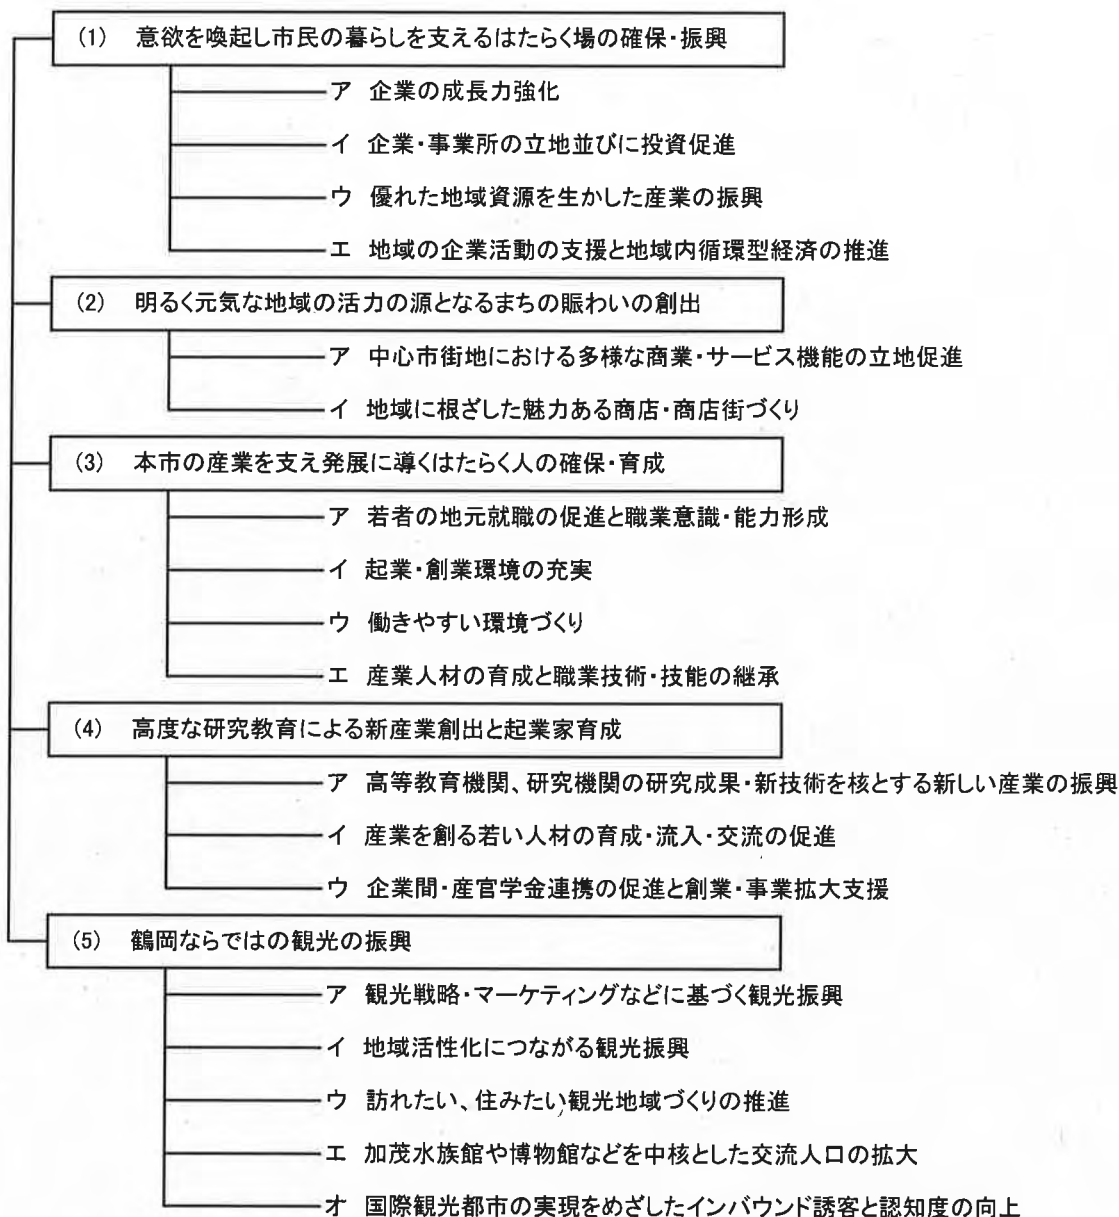 (1) 意欲を喚起し市民の暮らしを支えるはたらく場の確保・振興
ア 企業の成長力強化
イ 企業・事業所の立地並びに投資促進
ウ 優れた地域資源を生かした産業の振興
エ 地域の企業活動の支援と地域内循環型経済の推進
(2) 明るく元気な地域の活力の源となるまちの賑わいの創出
ア 中心市街地における多様な商業・サービス機能の立地促進
イ 地域に根ざした魅力ある商店・商店街づくり
(3) 本市の産業を支え発展に導くはたらく人の確保・育成
ア 若者の地元就職の促進と職業意識・能力形成
イ 起業・創業環境の充実
ウ 働きやすい環境づくり
エ 産業人材の育成と職業技術・技能の継承
(4) 高度な研究教育による新産業創出と起業家育成
ア 高等教育機関、研究機関の研究成果・新技術を核とする新しい産業の振興
イ 産業を創る若い人材の育成・流入・交流の促進
ウ 企業間・産官学金連携の促進と創業・事業拡大支援
(5) 鶴岡ならではの観光の振興
ア 観光戦略・マーケティングなどに基づく観光振興
イ 地域活性化につながる観光振興
ウ 訪れたい、住みたい観光地域づくりの推進
エ 加茂水族館や博物館などを中核とした交流人口の拡大
オ 国際観光都市の実現をめざしたインバウンド誘客と認知度の向上